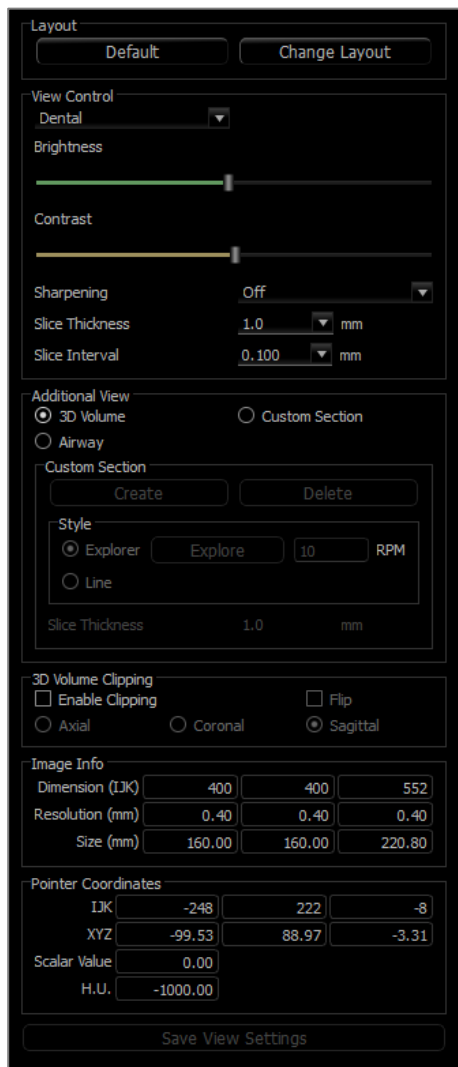 Layout
Default Change Layout
View Control
Dental
Brightness
Contrast
Sharpening Off
Slice Thickness 1.0 mm
Slice Interval 0.100 mm
Additional View
3D Volume Custom Section
Airway
Custom Section
Create Delete
Style
Explorer Explore 10 RPM
Line
Slice Thickness 1.0 mm
3D Volume Clipping
Enable Clipping Flip
Axial Coronal Sagittal
Image Info
Dimension (IJK) 400 400 552
Resolution (mm) 0.40 0.40 0.40
Size (mm) 160.00 160.00 220.80
Pointer Coordinates
IJK -248 222 -8
XYZ -99.53 88.97 -3.31
Scalar Value 0.00
H.U. -1000.00
Save View Settings